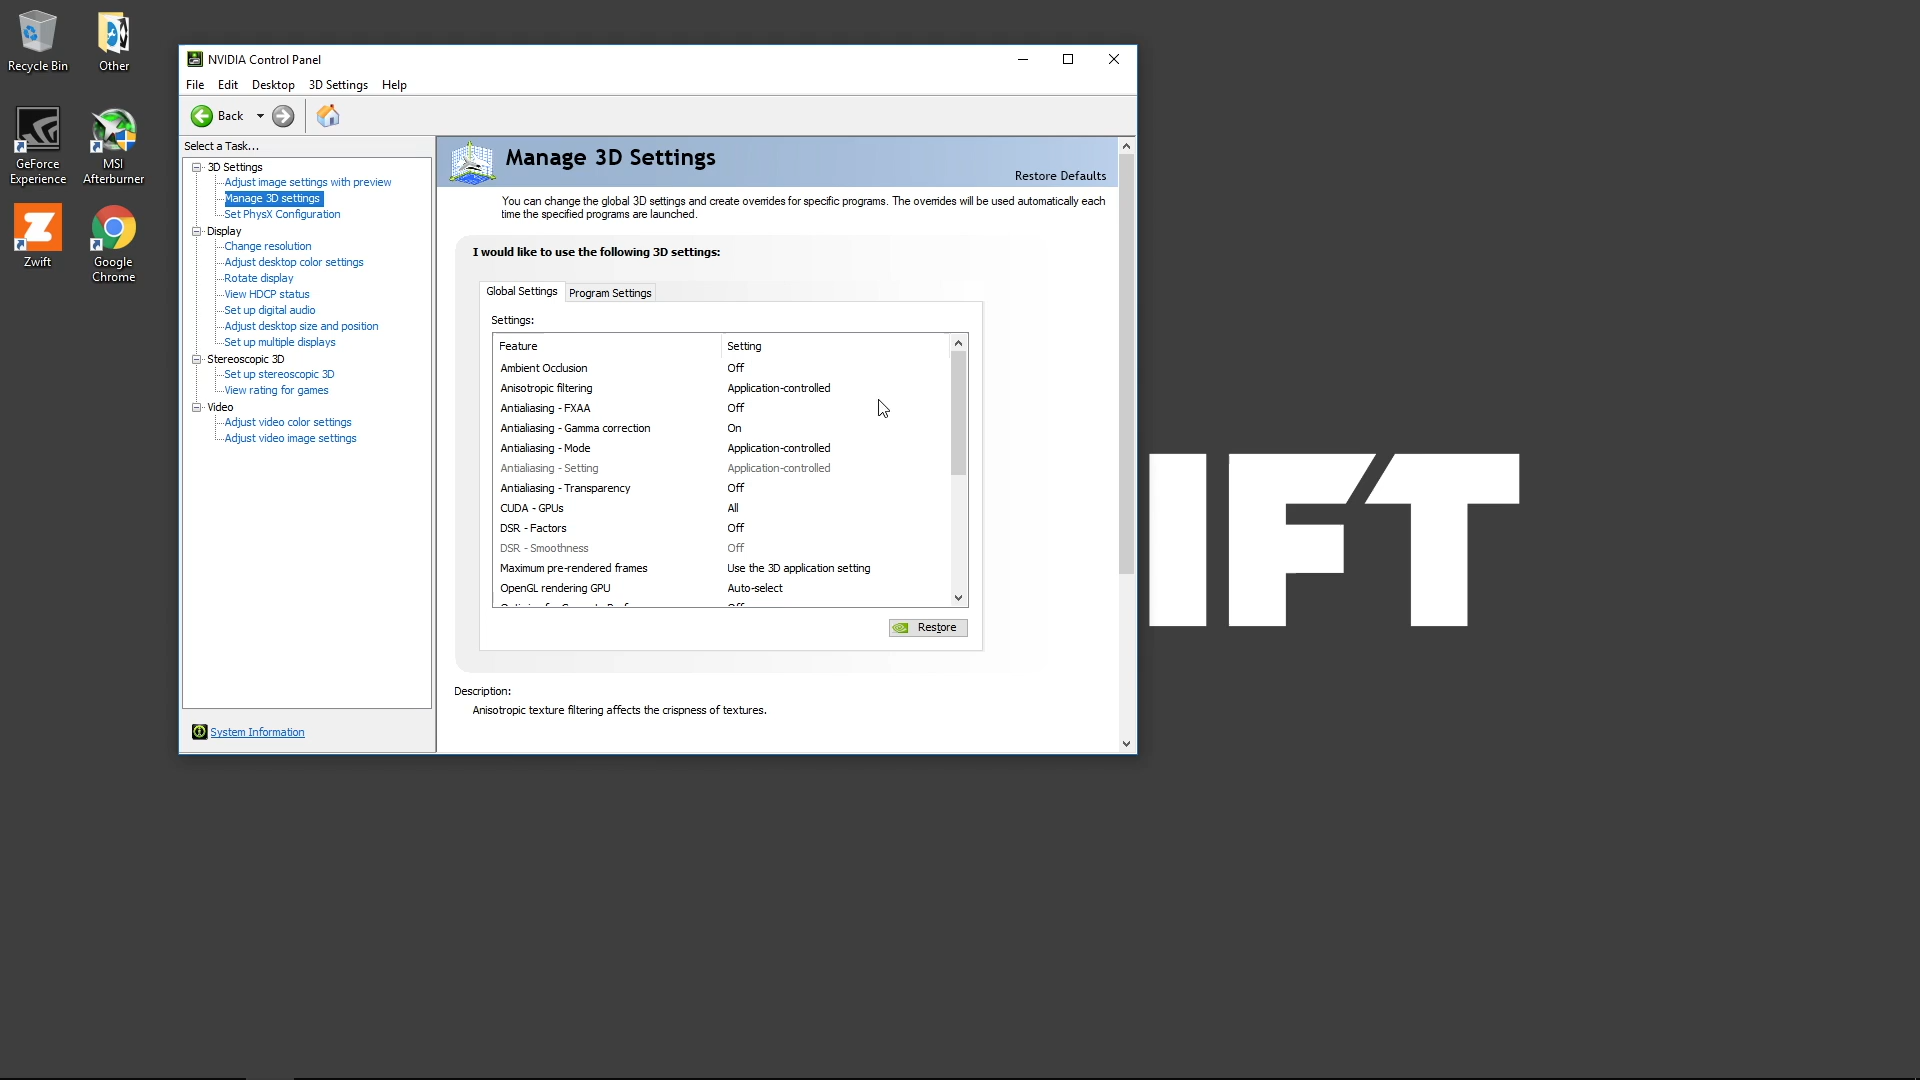 Recycle Bin
Other
GeForce
Experience
MSI
Afterburner
Zwift
Google
Chrome
NVIDIA Control Panel
File Edit Desktop 3D Settings Help
Back
Select a Task...
3D Settings
Adjust image settings with preview
Manage 3D settings
Set PhysX Configuration
Display
Change resolution
Adjust desktop color settings
Rotate display
View HDCP status
Set up digital audio
Adjust desktop size and position
Set up multiple displays
Stereoscopic 3D
Set up stereoscopic 3D
View rating for games
Video
Adjust video color settings
Adjust video image settings
System Information
Manage 3D Settings
Restore Defaults
You can change the global 3D settings and create overrides for specific programs. The overrides will be used automatically each
time the specified programs are launched.
I would like to use the following 3D settings:
Global Settings Program Settings
Settings:
Feature Setting
Ambient Occlusion Off
Anisotropic filtering Application-controlled
Antialiasing - FXAA Off
Antialiasing - Gamma correction On
Antialiasing - Mode Application-controlled
Antialiasing - Setting Application-controlled
Antialiasing - Transparency Off
CUDA - GPUs All
DSR - Factors Off
DSR - Smoothness Off
Maximum pre-rendered frames Use the 3D application setting
OpenGL rendering GPU Auto-select
Restore
Description:
Anisotropic texture filtering affects the crispness of textures.
IFT